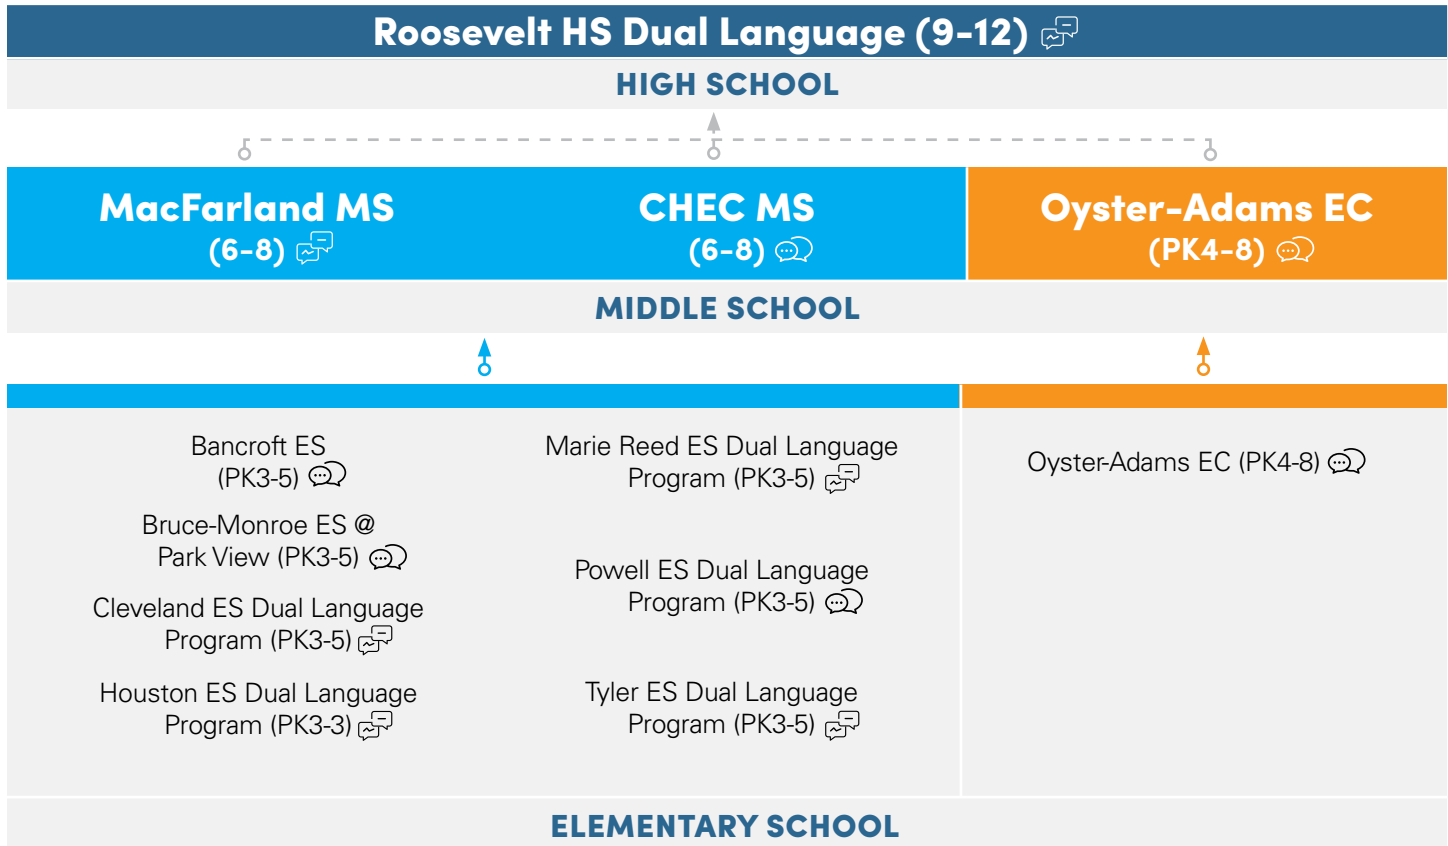 Roosevelt HS Dual Language (9-12)
HIGH SCHOOL
MacFarland MS
(6-8)
CHEC MS
(6-8)
Oyster-Adams EC
(PK4-8)
MIDDLE SCHOOL
Bancroft ES
(PK3-5)
Bruce-Monroe ES @
Park View (PK3-5)
Cleveland ES Dual Language
Program (PK3-5)
Houston ES Dual Language
Program (PK3-3)
Marie Reed ES Dual Language
Program (PK3-5)
Powell ES Dual Language
Program (PK3-5)
Tyler ES Dual Language
Program (PK3-5)
Oyster-Adams EC (PK4-8)
ELEMENTARY SCHOOL